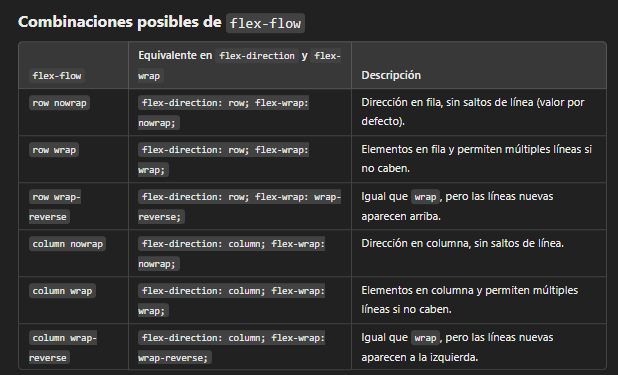 Combinaciones posibles de flex-flow
flex-flow
Equivalente en flex-direction y flex-
wrap
Descripción
row nowrap
flex-direction: row; flex-wrap:
nowrap;
Dirección en fila, sin saltos de línea (valor por
defecto).
row wrap
flex-direction: row; flex-wrap:
wrap;
Elementos en fila y permiten múltiples líneas si
no caben.
row wrap-
reverse
flex-direction: row; flex-wrap: wrap-
reverse;
Igual que wrap, pero las líneas nuevas
aparecen arriba.
column nowrap
flex-direction: column; flex-wrap:
nowrap;
Dirección en columna, sin saltos de línea.
column wrap
flex-direction: column; flex-wrap:
wrap;
Elementos en columna y permiten múltiples
líneas si no caben.
column wrap-
reverse
flex-direction: column; flex-wrap:
wrap-reverse;
Igual que wrap, pero las líneas nuevas
aparecen a la izquierda.